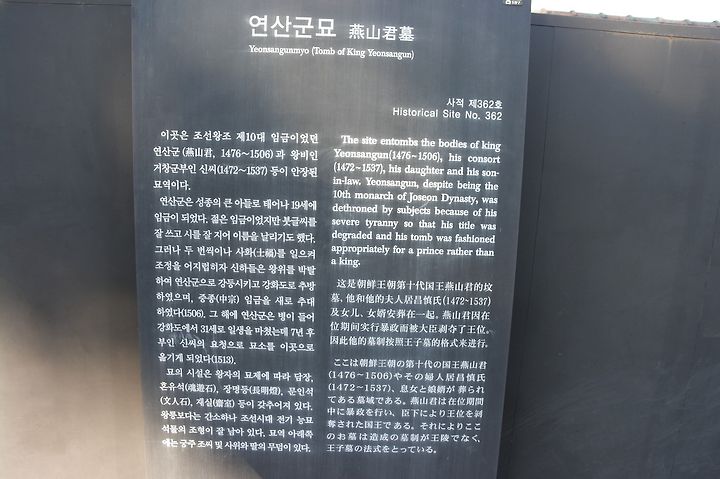 연산군묘 燕山君墓
Yeonsangunmyo (Tomb of King Yeonsangun)
사적 제362호
Historical Site No. 362
이곳은 조선왕조 제10대 임금이었던
연산군(燕山君, 1476~1506)과 왕비인
거창군부인 신씨(1472~1537) 등이 안장된
묘역이다.
연산군은 성종의 큰 아들로 태어나 19세에
임금이 되었다. 젊은 임금이었지만 붓글씨를
잘 쓰고 시를 잘 지어 이름을 날리기도 했다.
그러나 두 번씩이나 사화(士禍)를 일으켜
조정을 어지럽히자 신하들은 왕위를 박탈
하여 연산군으로 강등시키고 강화도로 추방
하였으며, 중종(中宗) 임금을 새로 추대
하였다(1506). 그 해에 연산군은 병이 들어
강화도에서 31세로 일생을 마쳤는데 7년 후
부인 신씨의 요청으로 묘소를 이곳으로
옮기게 되었다(1513).
묘의 시설은 왕자의 묘제에 따라 담장,
혼유석(魂遊石), 장명등(長明燈), 문인석
(文人石), 재실(齋室) 등이 갖추어져 있다.
왕릉보다는 간소하나 조선시대 전기 능묘
석물의 조형이 잘 남아 있다. 묘역 아래쪽
에는 궁주 조씨 및 사위와 딸의 무덤이 있다.
The site entombs the bodies of king
Yeonsangun(1476~1506), his consort
(1472~1537), his daughter and his son-
in-law. Yeonsangun, despite being the
10th monarch of Joseon Dynasty, was
dethroned by subjects because of his
severe tyranny so that his title was
degraded and his tomb was fashioned
appropriately for a prince rather than
a king.
这是朝鲜王朝第十代国王燕山君的坟
墓, 他和他的夫人居昌慎氏(1472~1537)
及女儿、女婿安葬在一起。燕山君因在
位期间实行暴政而被大臣剥夺了王位。
因此他的墓制按照王子墓的格式来进行。
ここは朝鮮王朝の第十代の国王燕山君
(1476~1506)やその婦人居昌慎氏
(1472~1537)、息女と娘婿が 葬られ
てある墓域である。燕山君は在位期間
中に暴政を行い、臣下により王位を剥
奪された国王である。それによりここ
のお墓は造成の墓制が王陵でなく、
王子墓の法式をとっている。